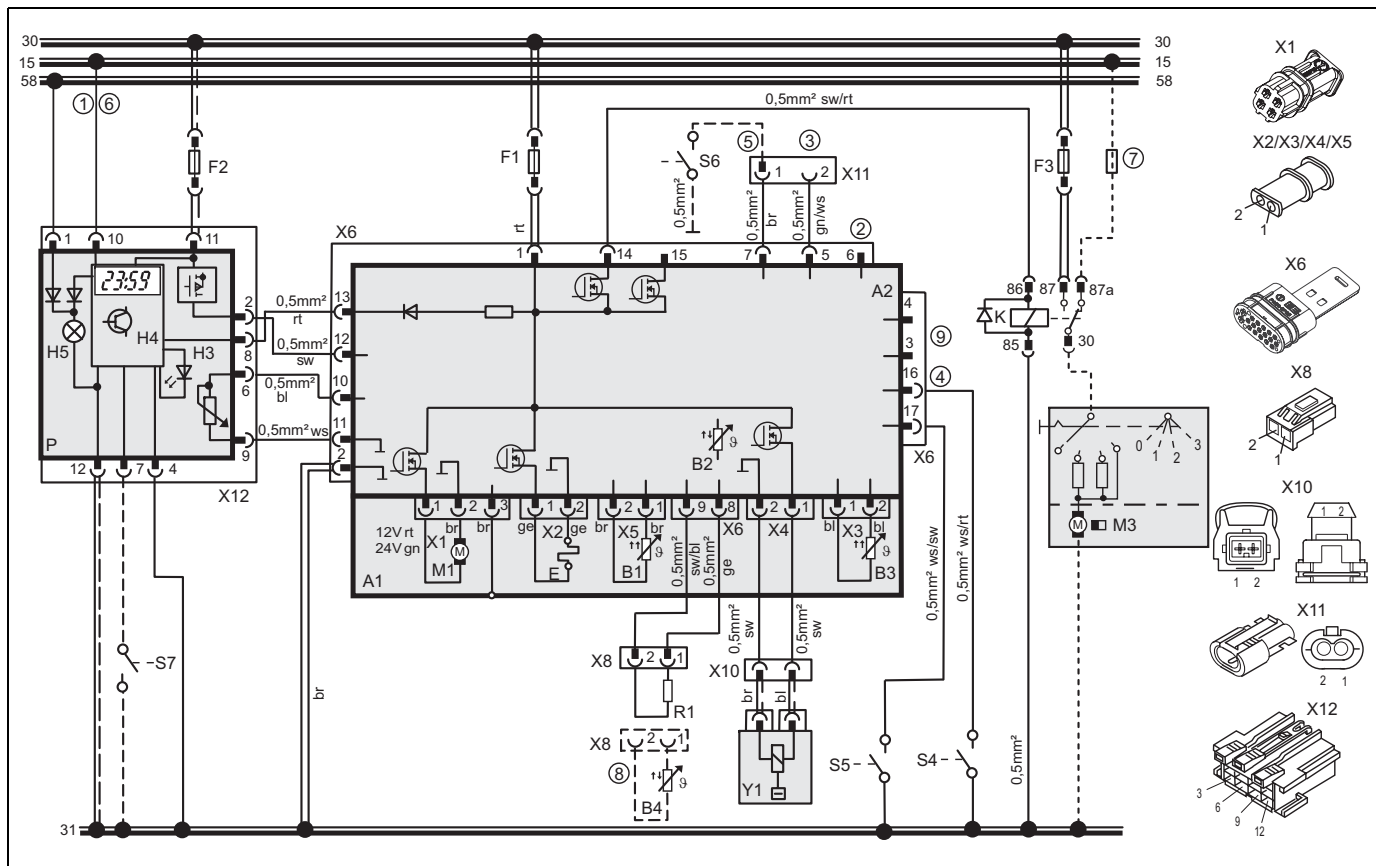 30
15
58
30
15
58
① ⑥
F2
F1
0,5mm² sw/rt
S6
⑤
③
0,5mm²
1 2
X11
0,5mm²
br
0,5mm²
gn/ws
F3
⑦
X1
X2/X3/X4/X5
2
1
X6
X8
2
1
X10
1 2
1 2
X11
2 1
X12
3
6
9
12
1 10 11
23:59
H5
H4
H3
P
2
8
6
9
12 7 4
X12
0,5mm²
rt
0,5mm²
sw
0,5mm²
bl
0,5mm² ws
X6
rt
1 14 15 7 5 6
②
13
12
10
11
2
A2
4
3
16
17
⑨
④
X6
B2
ϑ
1 2 3
br br
12V rt
24V gn
X1
M
M1
1 2
ge ge
X2
E
2 1
br br
X5
B1
ϑ
9 8
X6
2 1
X4
1 2
bl bl
X3
B3
ϑ
A1
0,5mm²
sw/bl
0,5mm²
ge
0,5mm²
sw
0,5mm²
sw
X8
2 1
R1
X8
2 1
⑧
B4
ϑ
X10
br bl
Y1
0,5mm² ws/sw
0,5mm² ws/rt
S5
S4
0,5mm²
86 87 87a
K
85
30
0
1
2
3
M
M3
S7
br
31